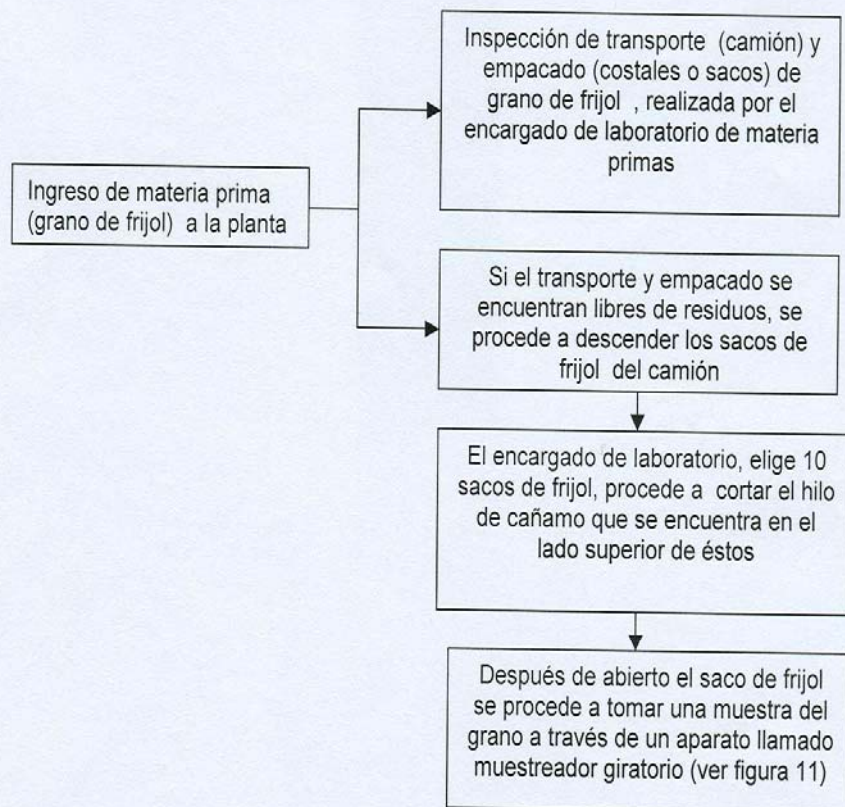 Inspección de transporte (camión) y
empacado (costales o sacos) de
grano de frijol , realizada por el
encargado de laboratorio de materia
primas
Ingreso de materia prima
(grano de frijol) a la planta
Si el transporte y empacado se
encuentran libres de residuos, se
procede a descender los sacos de
frijol del camión
El encargado de laboratorio, elige 10
sacos de frijol, procede a cortar el hilo
de cañamo que se encuentra en el
lado superior de éstos
Después de abierto el saco de frijol
se procede a tomar una muestra del
grano a través de un aparato llamado
muestreador giratorio (ver figura 11)